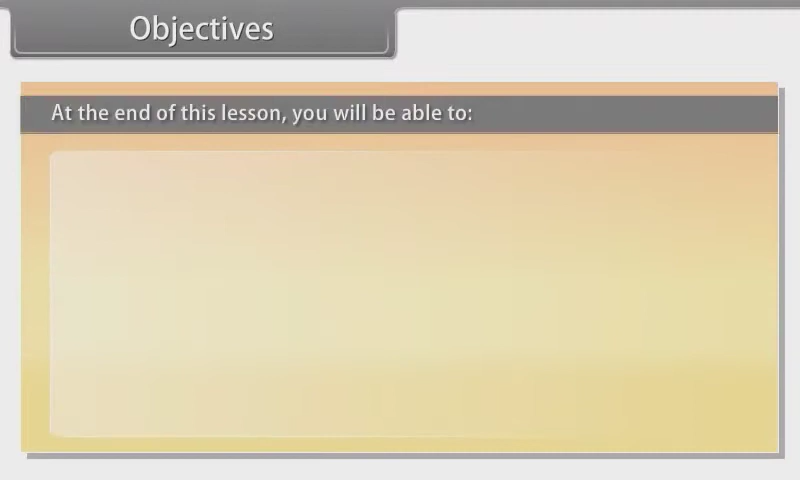 Objectives
At the end of this lesson, you will be able to: